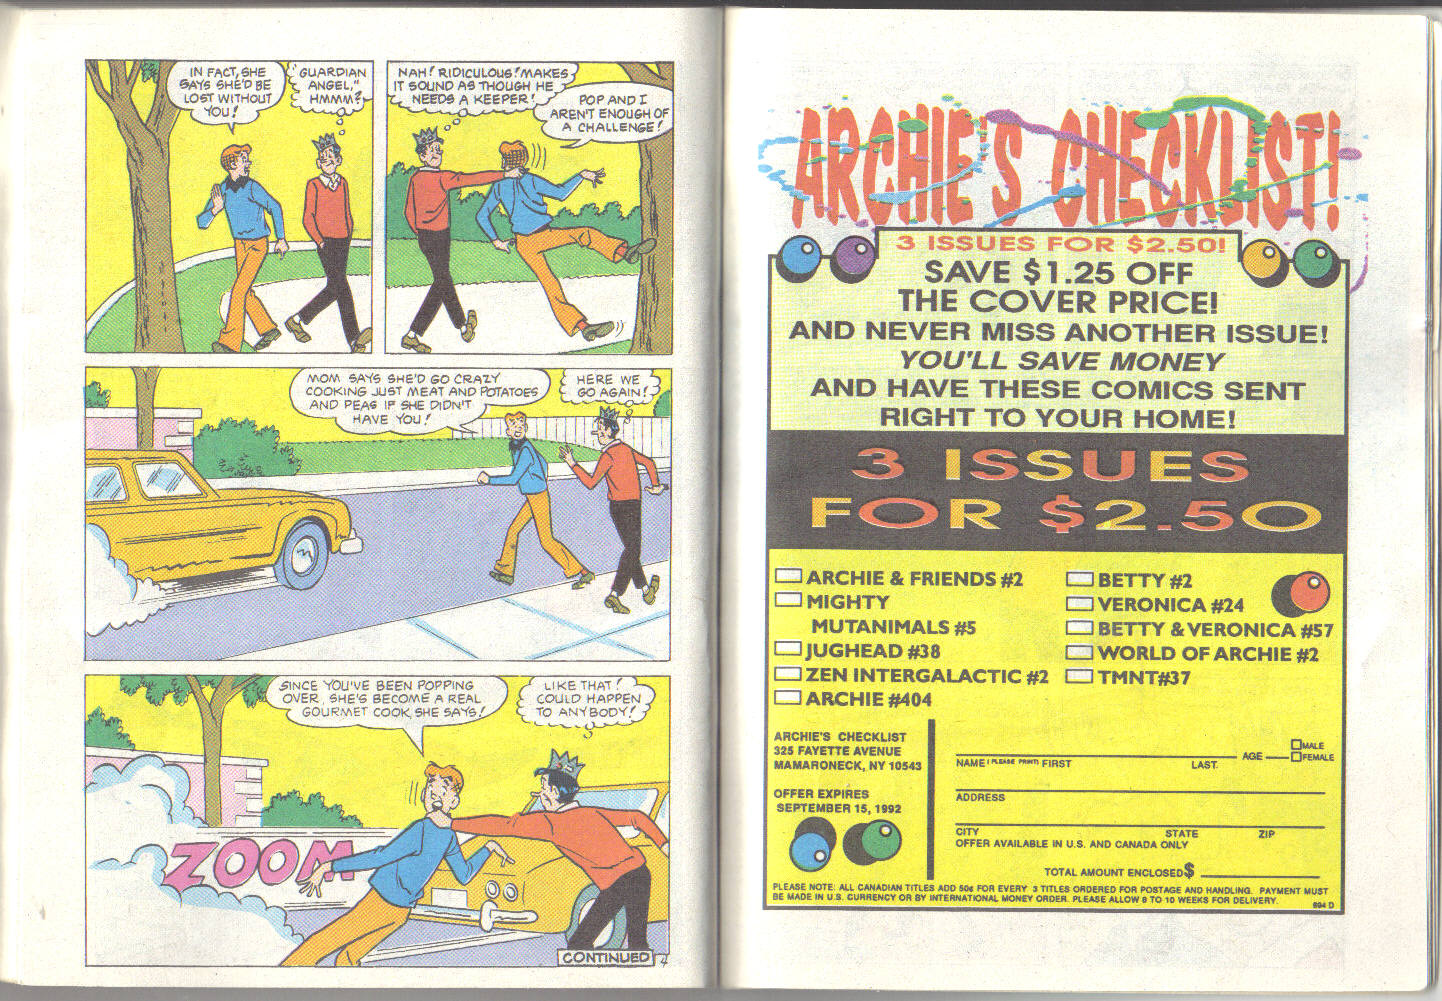 IN FACT, SHE
SAYS SHE'D BE
LOST WITHOUT
YOU!
"GUARDIAN
ANGEL,"
HMMM?
NAH! RIDICULOUS! MAKES
IT SOUND AS THOUGH HE
NEEDS A KEEPER!
POP AND I
AREN'T ENOUGH OF
A CHALLENGE!
MOM SAYS SHE'D GO CRAZY
COOKING JUST MEAT AND POTATOES
AND PEAS IF SHE DIDN'T
HAVE YOU!
HERE WE
GO AGAIN!
SINCE YOU'VE BEEN POPPING
OVER, SHE'S BECOME A REAL
GOURMET COOK, SHE SAYS!
LIKE THAT!
COULD HAPPEN
TO ANYBODY!
ZOOM
CONTINUED
4
ARCHIE'S CHECKLIST!
3 ISSUES FOR $2.50!
SAVE $1.25 OFF
THE COVER PRICE!
AND NEVER MISS ANOTHER ISSUE!
YOU'LL SAVE MONEY
AND HAVE THESE COMICS SENT
RIGHT TO YOUR HOME!
3 ISSUES
FOR $2.50
ARCHIE & FRIENDS #2
MIGHTY
MUTANIMALS #5
JUGHEAD #38
ZEN INTERGALACTIC #2
ARCHIE #404
BETTY #2
VERONICA #24
BETTY & VERONICA #57
WORLD OF ARCHIE #2
TMNT#37
ARCHIE'S CHECKLIST
325 FAYETTE AVENUE
MAMARONECK, NY 10543
OFFER EXPIRES
SEPTEMBER 15, 1992
NAME (PLEASE PRINT) FIRST LAST. AGE
MALE
FEMALE
ADDRESS
CITY STATE ZIP
OFFER AVAILABLE IN U.S. AND CANADA ONLY
TOTAL AMOUNT ENCLOSED $
PLEASE NOTE: ALL CANADIAN TITLES ADD 50¢ FOR EVERY 3 TITLES ORDERED FOR POSTAGE AND HANDLING. PAYMENT MUST
BE MADE IN U.S. CURRENCY OR BY INTERNATIONAL MONEY ORDER. PLEASE ALLOW 8 TO 10 WEEKS FOR DELIVERY.
694 D